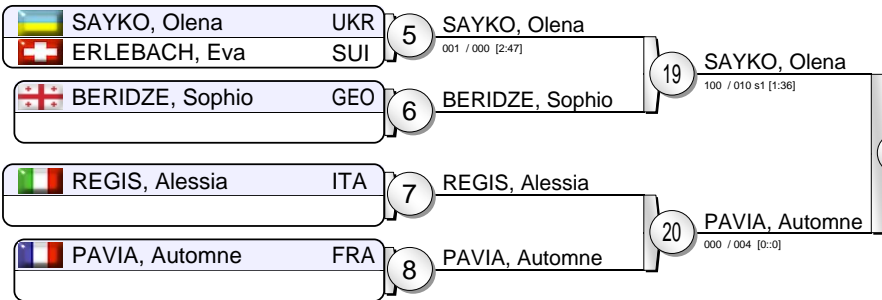 SAYKO, Olena UKR
ERLEBACH, Eva SUI
5
SAYKO, Olena
001 / 000 [2:47]
BERIDZE, Sophio GEO
6
BERIDZE, Sophio
19
SAYKO, Olena
100 / 010 s1 [1:36]
REGIS, Alessia ITA
7
REGIS, Alessia
PAVIA, Automne FRA
8
PAVIA, Automne
20
PAVIA, Automne
000 / 004 [0::0]